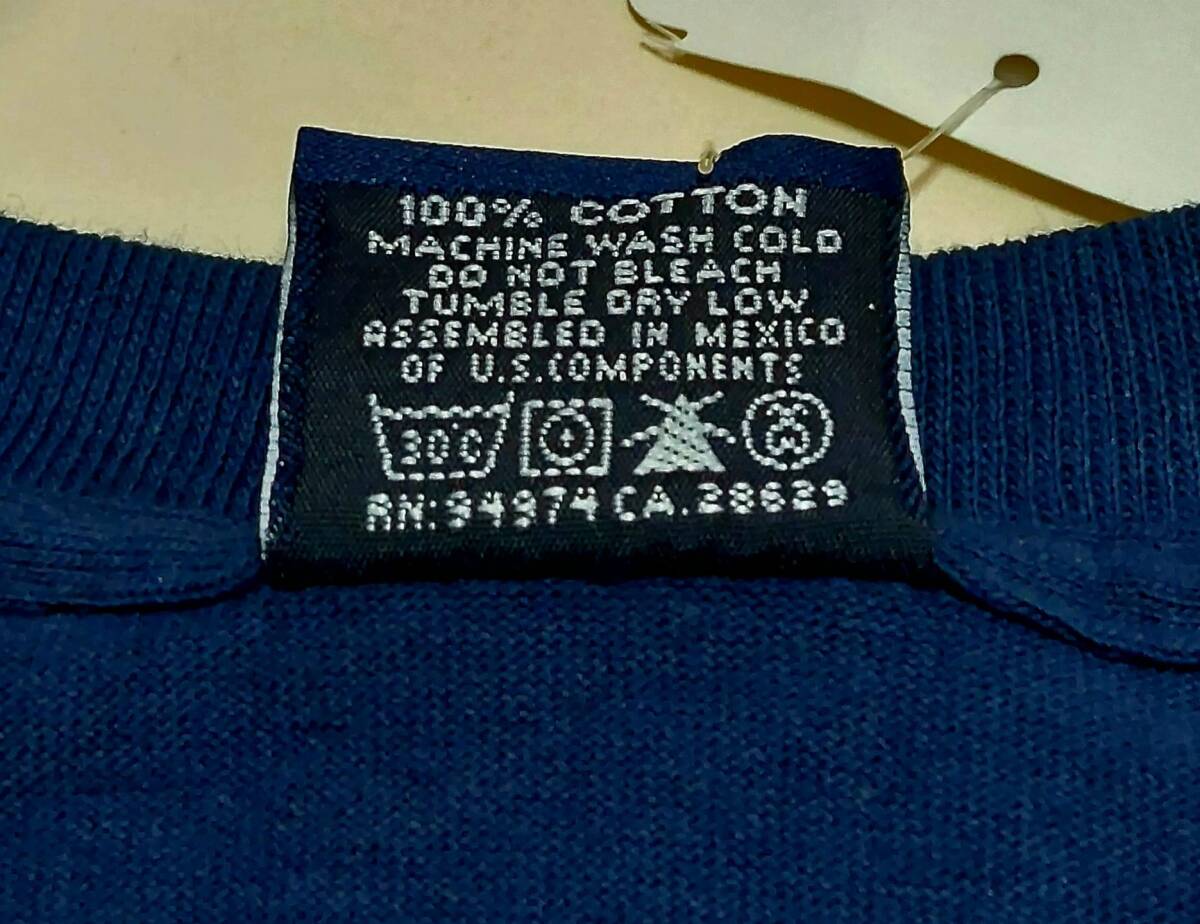 100% COTTON
MACHINE WASH COLD
DO NOT BLEACH
TUMBLE DRY LOW
ASSEMBLED IN MEXICO
OF U.S.COMPONENTS
30C
RN:94974 CA.28629